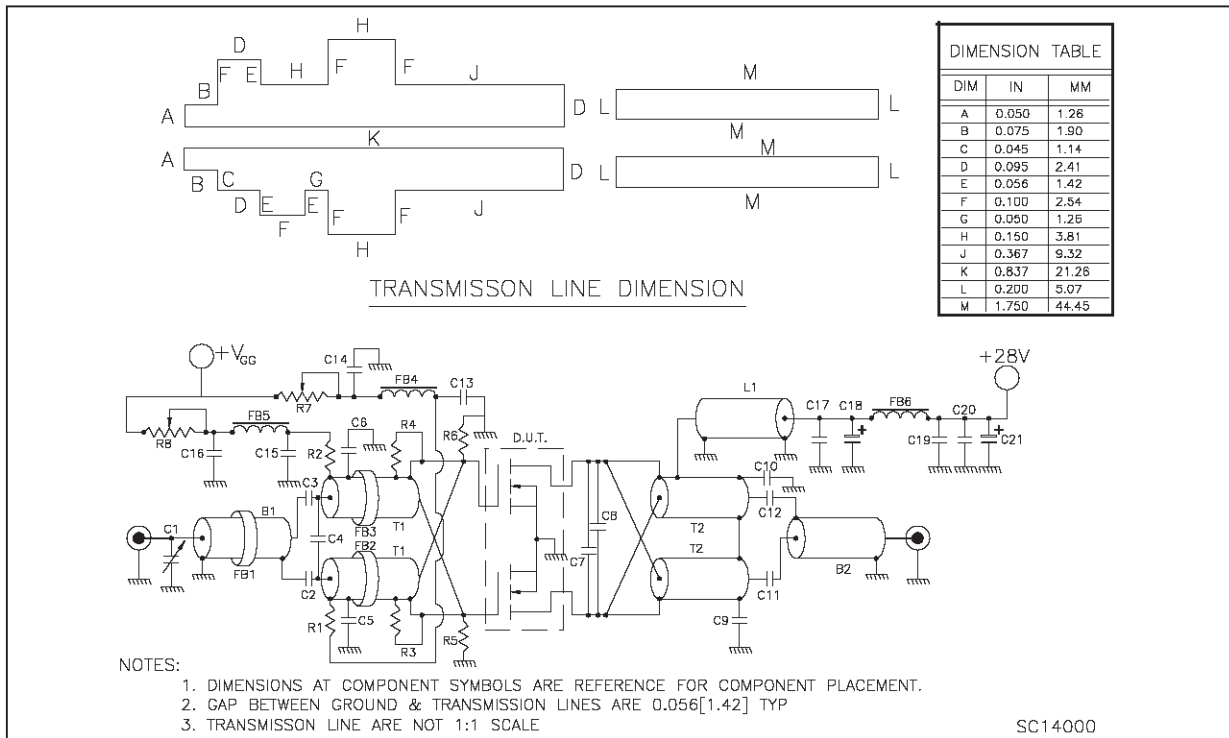 H
D
F E H F F J M
B
A D L L
K M
M
A D L L
B C G
D E E F F J M
F
H
TRANSMISSON LINE DIMENSION
DIMENSION TABLE
DIM IN MM
A 0.050 1.26
B 0.075 1.90
C 0.045 1.14
D 0.095 2.41
E 0.056 1.42
F 0.100 2.54
G 0.050 1.26
H 0.150 3.81
J 0.367 9.32
K 0.837 21.26
L 0.200 5.07
M 1.750 44.45
+VGG
C14
FB4
C13
R7
R8
FB5
C16
C15
R2
C6
R4
R6
D.U.T.
L1
C17
C18
+
FB6
+28V
C19
C20
C21
+
C1
B1
FB1
C3
C4
C2
FB3
T1
FB2
T1
R1
C5
R3
R5
C7
C8
T2
T2
C10
C12
C11
C9
B2
NOTES:
1. DIMENSIONS AT COMPONENT SYMBOLS ARE REFERENCE FOR COMPONENT PLACEMENT.
2. GAP BETWEEN GROUND & TRANSMISSION LINES ARE 0.056[1.42] TYP
3. TRANSMISSON LINE ARE NOT 1:1 SCALE
SC14000